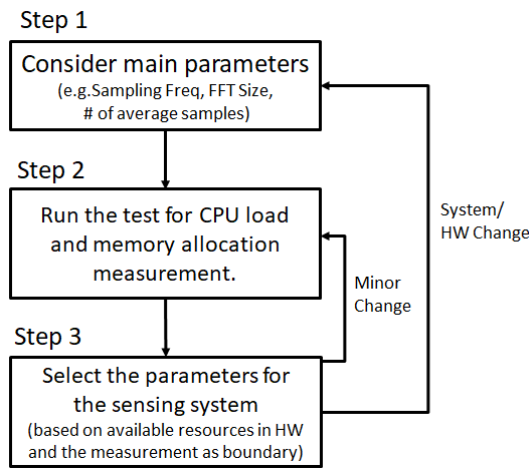 Step 1
Consider main parameters
(e.g.Sampling Freq, FFT Size,
# of average samples)
Step 2
Run the test for CPU load
and memory allocation
measurement.
System/
HW Change
Minor
Change
Step 3
Select the parameters for
the sensing system
(based on available resources in HW
and the measurement as boundary)